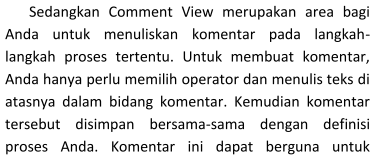 Sedangkan Comment View merupakan area bagi
Anda untuk menuliskan komentar pada langkah-
langkah proses tertentu. Untuk membuat komentar,
Anda hanya perlu memilih operator dan menulis teks di
atasnya dalam bidang komentar. Kemudian komentar
tersebut disimpan bersama-sama dengan definisi
proses Anda. Komentar ini dapat berguna untuk